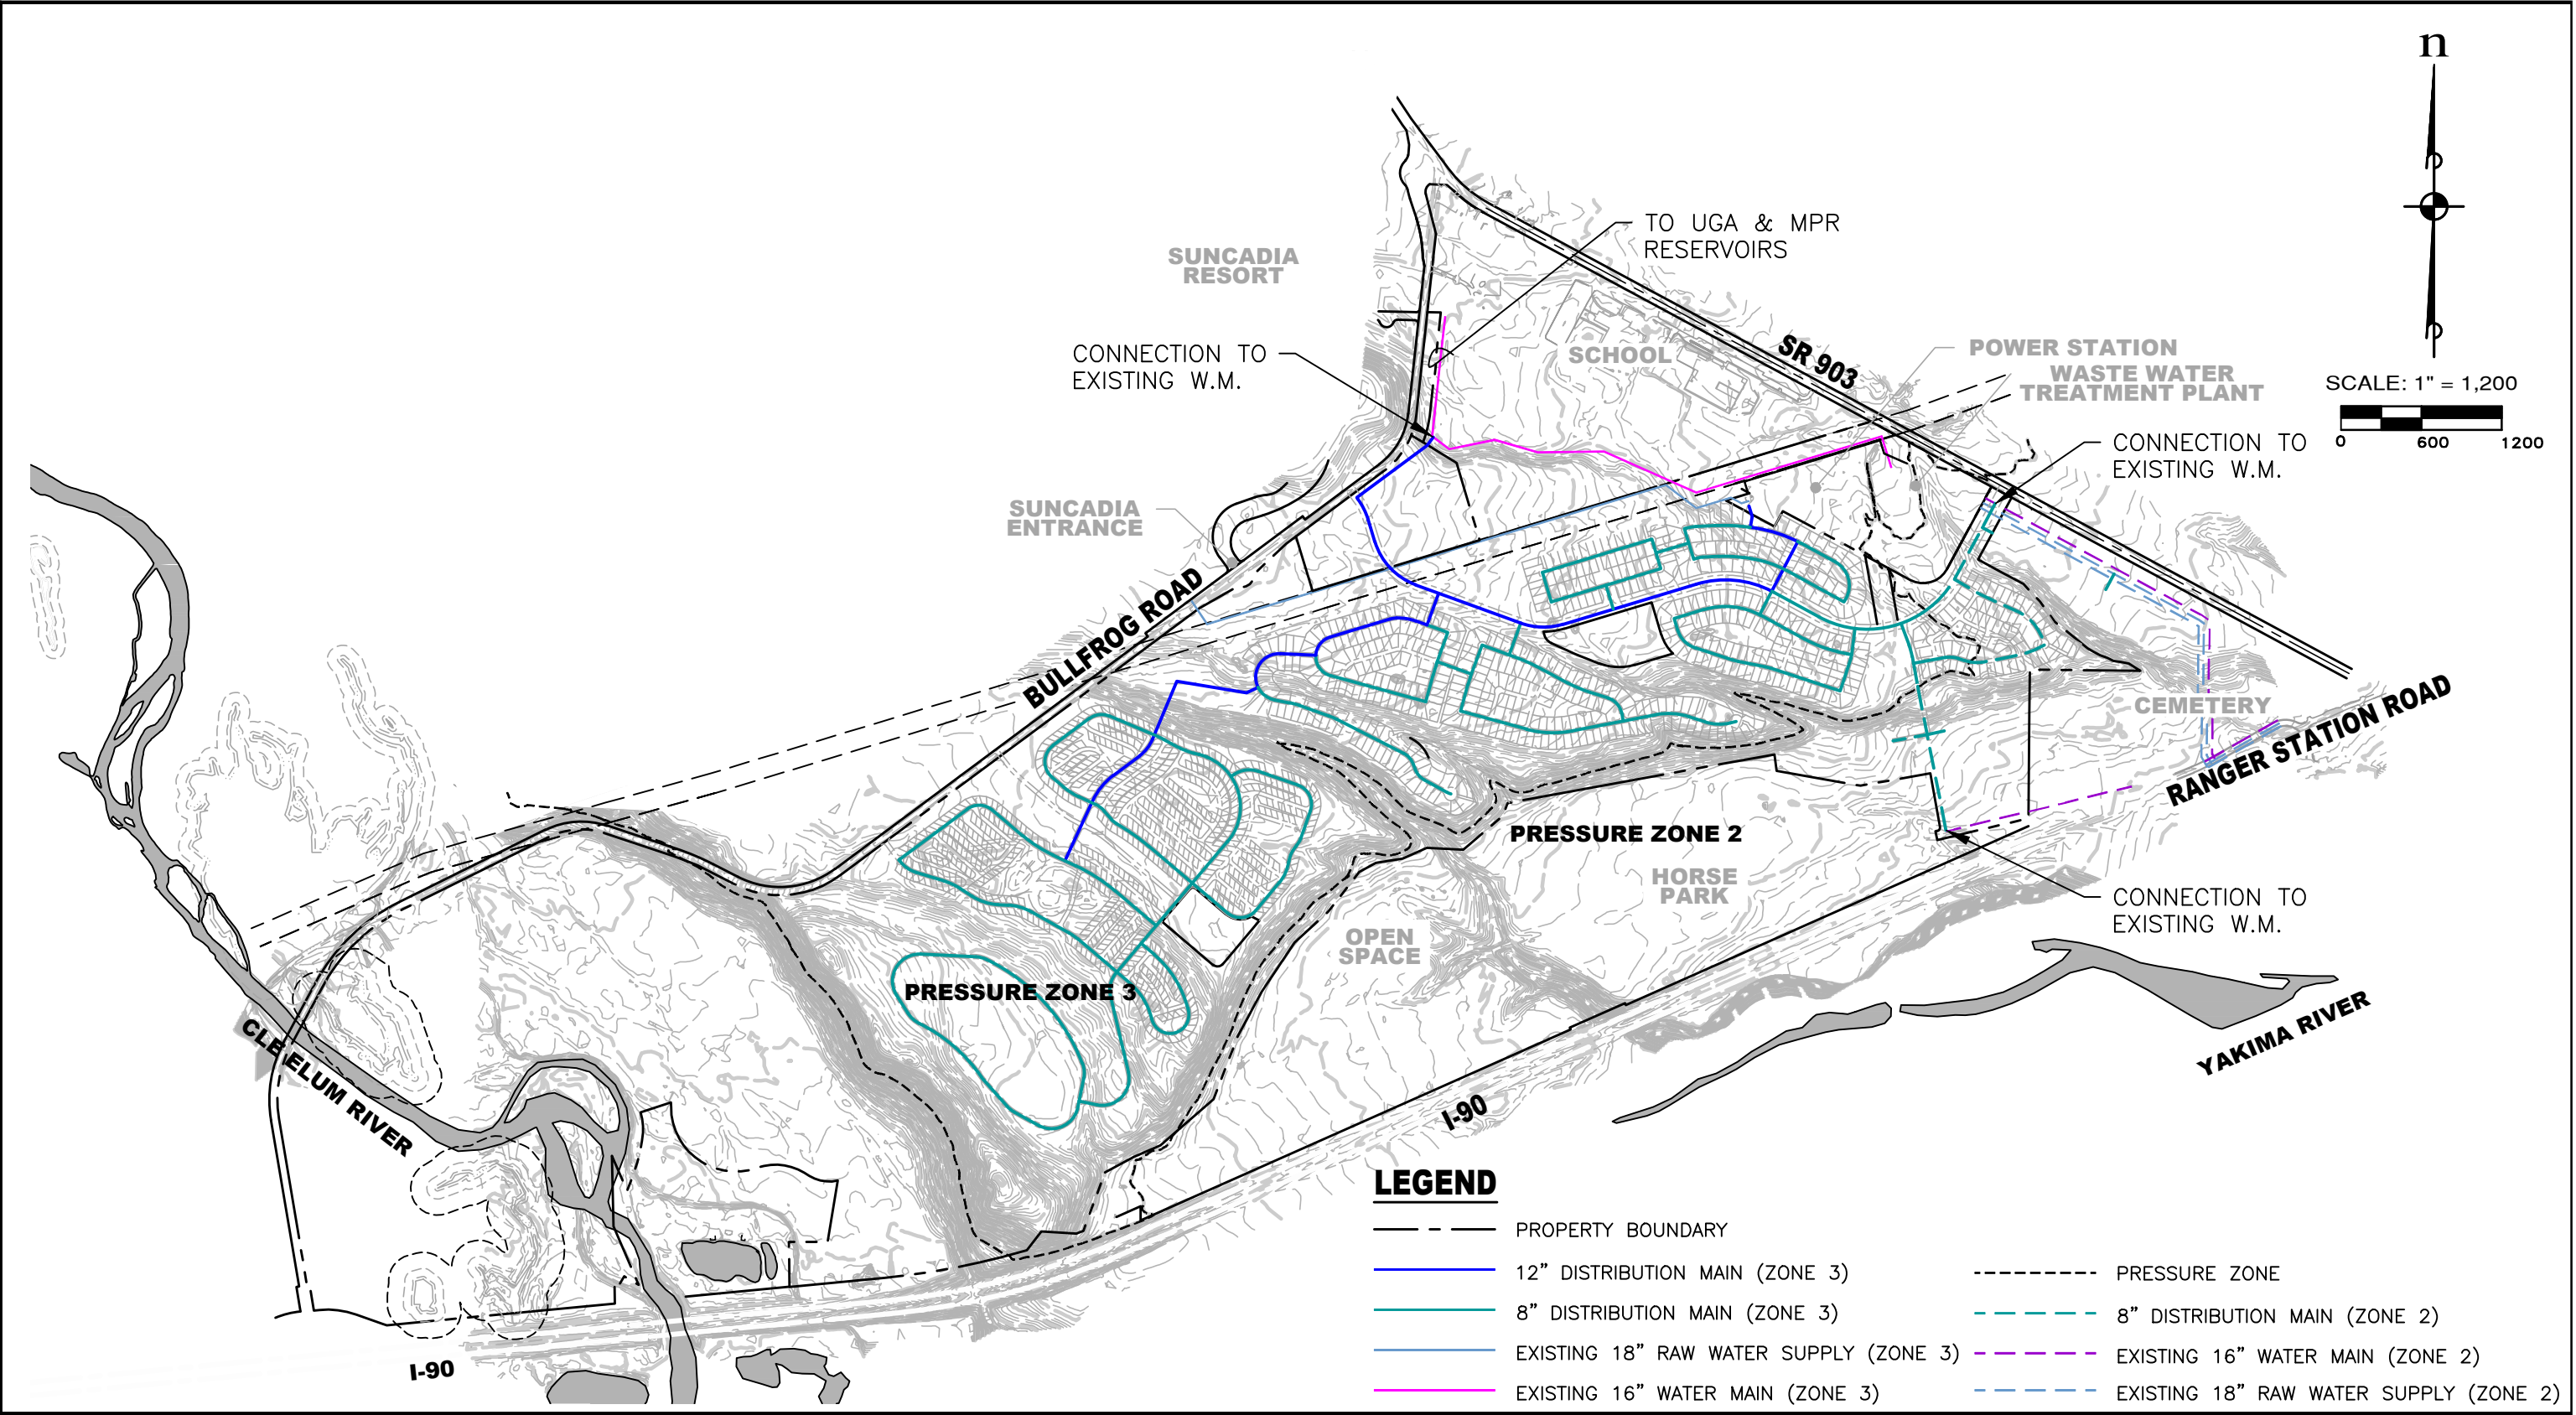 n
TO UGA & MPR
RESERVOIRS
SUNCADIA
RESORT
CONNECTION TO
EXISTING W.M.
SCHOOL
SR 903
POWER STATION
WASTE WATER
TREATMENT PLANT
SCALE: 1" = 1,200
0 600 1200
CONNECTION TO
EXISTING W.M.
SUNCADIA
ENTRANCE
BULLFROG ROAD
CEMETERY
RANGER STATION ROAD
PRESSURE ZONE 2
HORSE
PARK
CONNECTION TO
EXISTING W.M.
OPEN
SPACE
PRESSURE ZONE 3
YAKIMA RIVER
CLE ELUM RIVER
I-90
I-90
LEGEND
PROPERTY BOUNDARY
12” DISTRIBUTION MAIN (ZONE 3)
8” DISTRIBUTION MAIN (ZONE 3)
EXISTING 18” RAW WATER SUPPLY (ZONE 3)
EXISTING 16” WATER MAIN (ZONE 3)
PRESSURE ZONE
8” DISTRIBUTION MAIN (ZONE 2)
EXISTING 16” WATER MAIN (ZONE 2)
EXISTING 18” RAW WATER SUPPLY (ZONE 2)